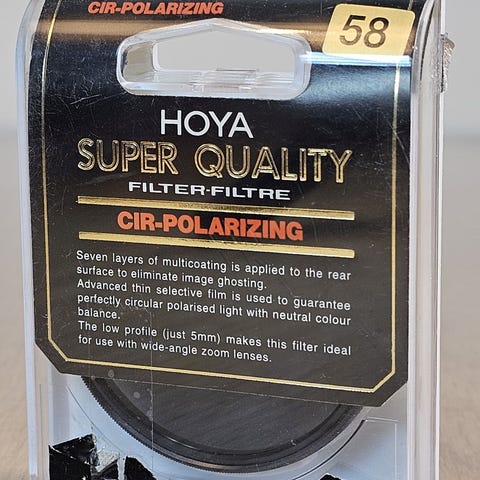 CIR-POLARIZING
58
HOYA
SUPER QUALITY
FILTER-FILTRE
CIR-POLARIZING
Seven layers of multicoating is applied to the rear
surface to eliminate image ghosting.
Advanced thin selective film is used to guarantee
perfectly circular polarised light with neutral colour
balance.
The low profile (just 5mm) makes this filter ideal
for use with wide-angle zoom lenses.